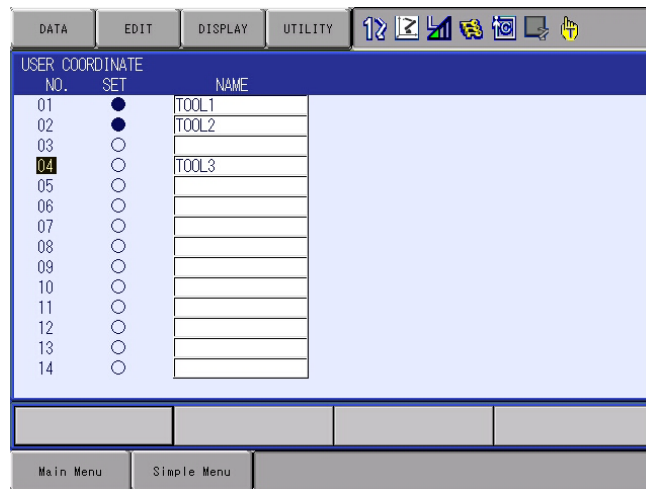 DATA EDIT DISPLAY UTILITY
USER COORDINATE
NO. SET NAME
01 TOOL1
02 TOOL2
03
04 TOOL3
05
06
07
08
09
10
11
12
13
14
Main Menu Simple Menu